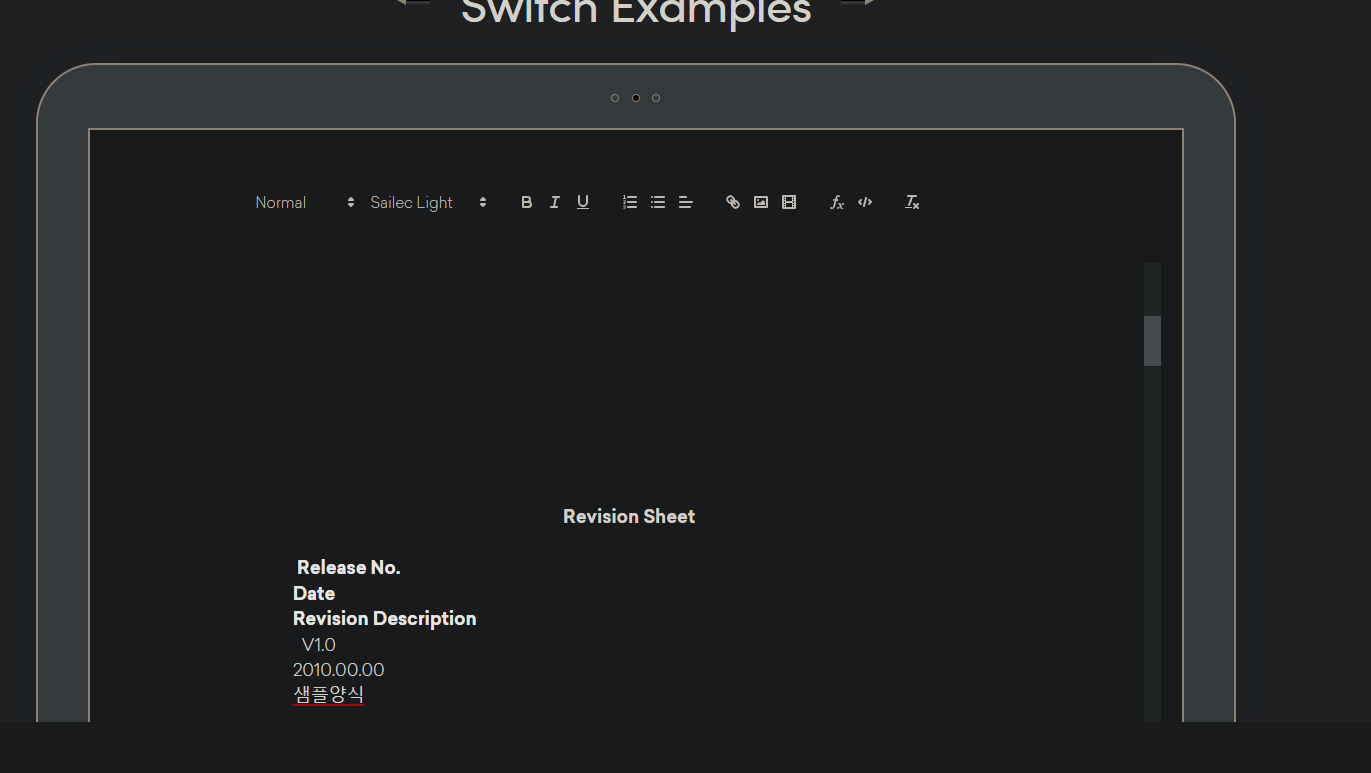 Switch Examples
Normal Sailec Light
Revision Sheet
Release No.
Date
Revision Description
V1.0
2010.00.00
샘플양식